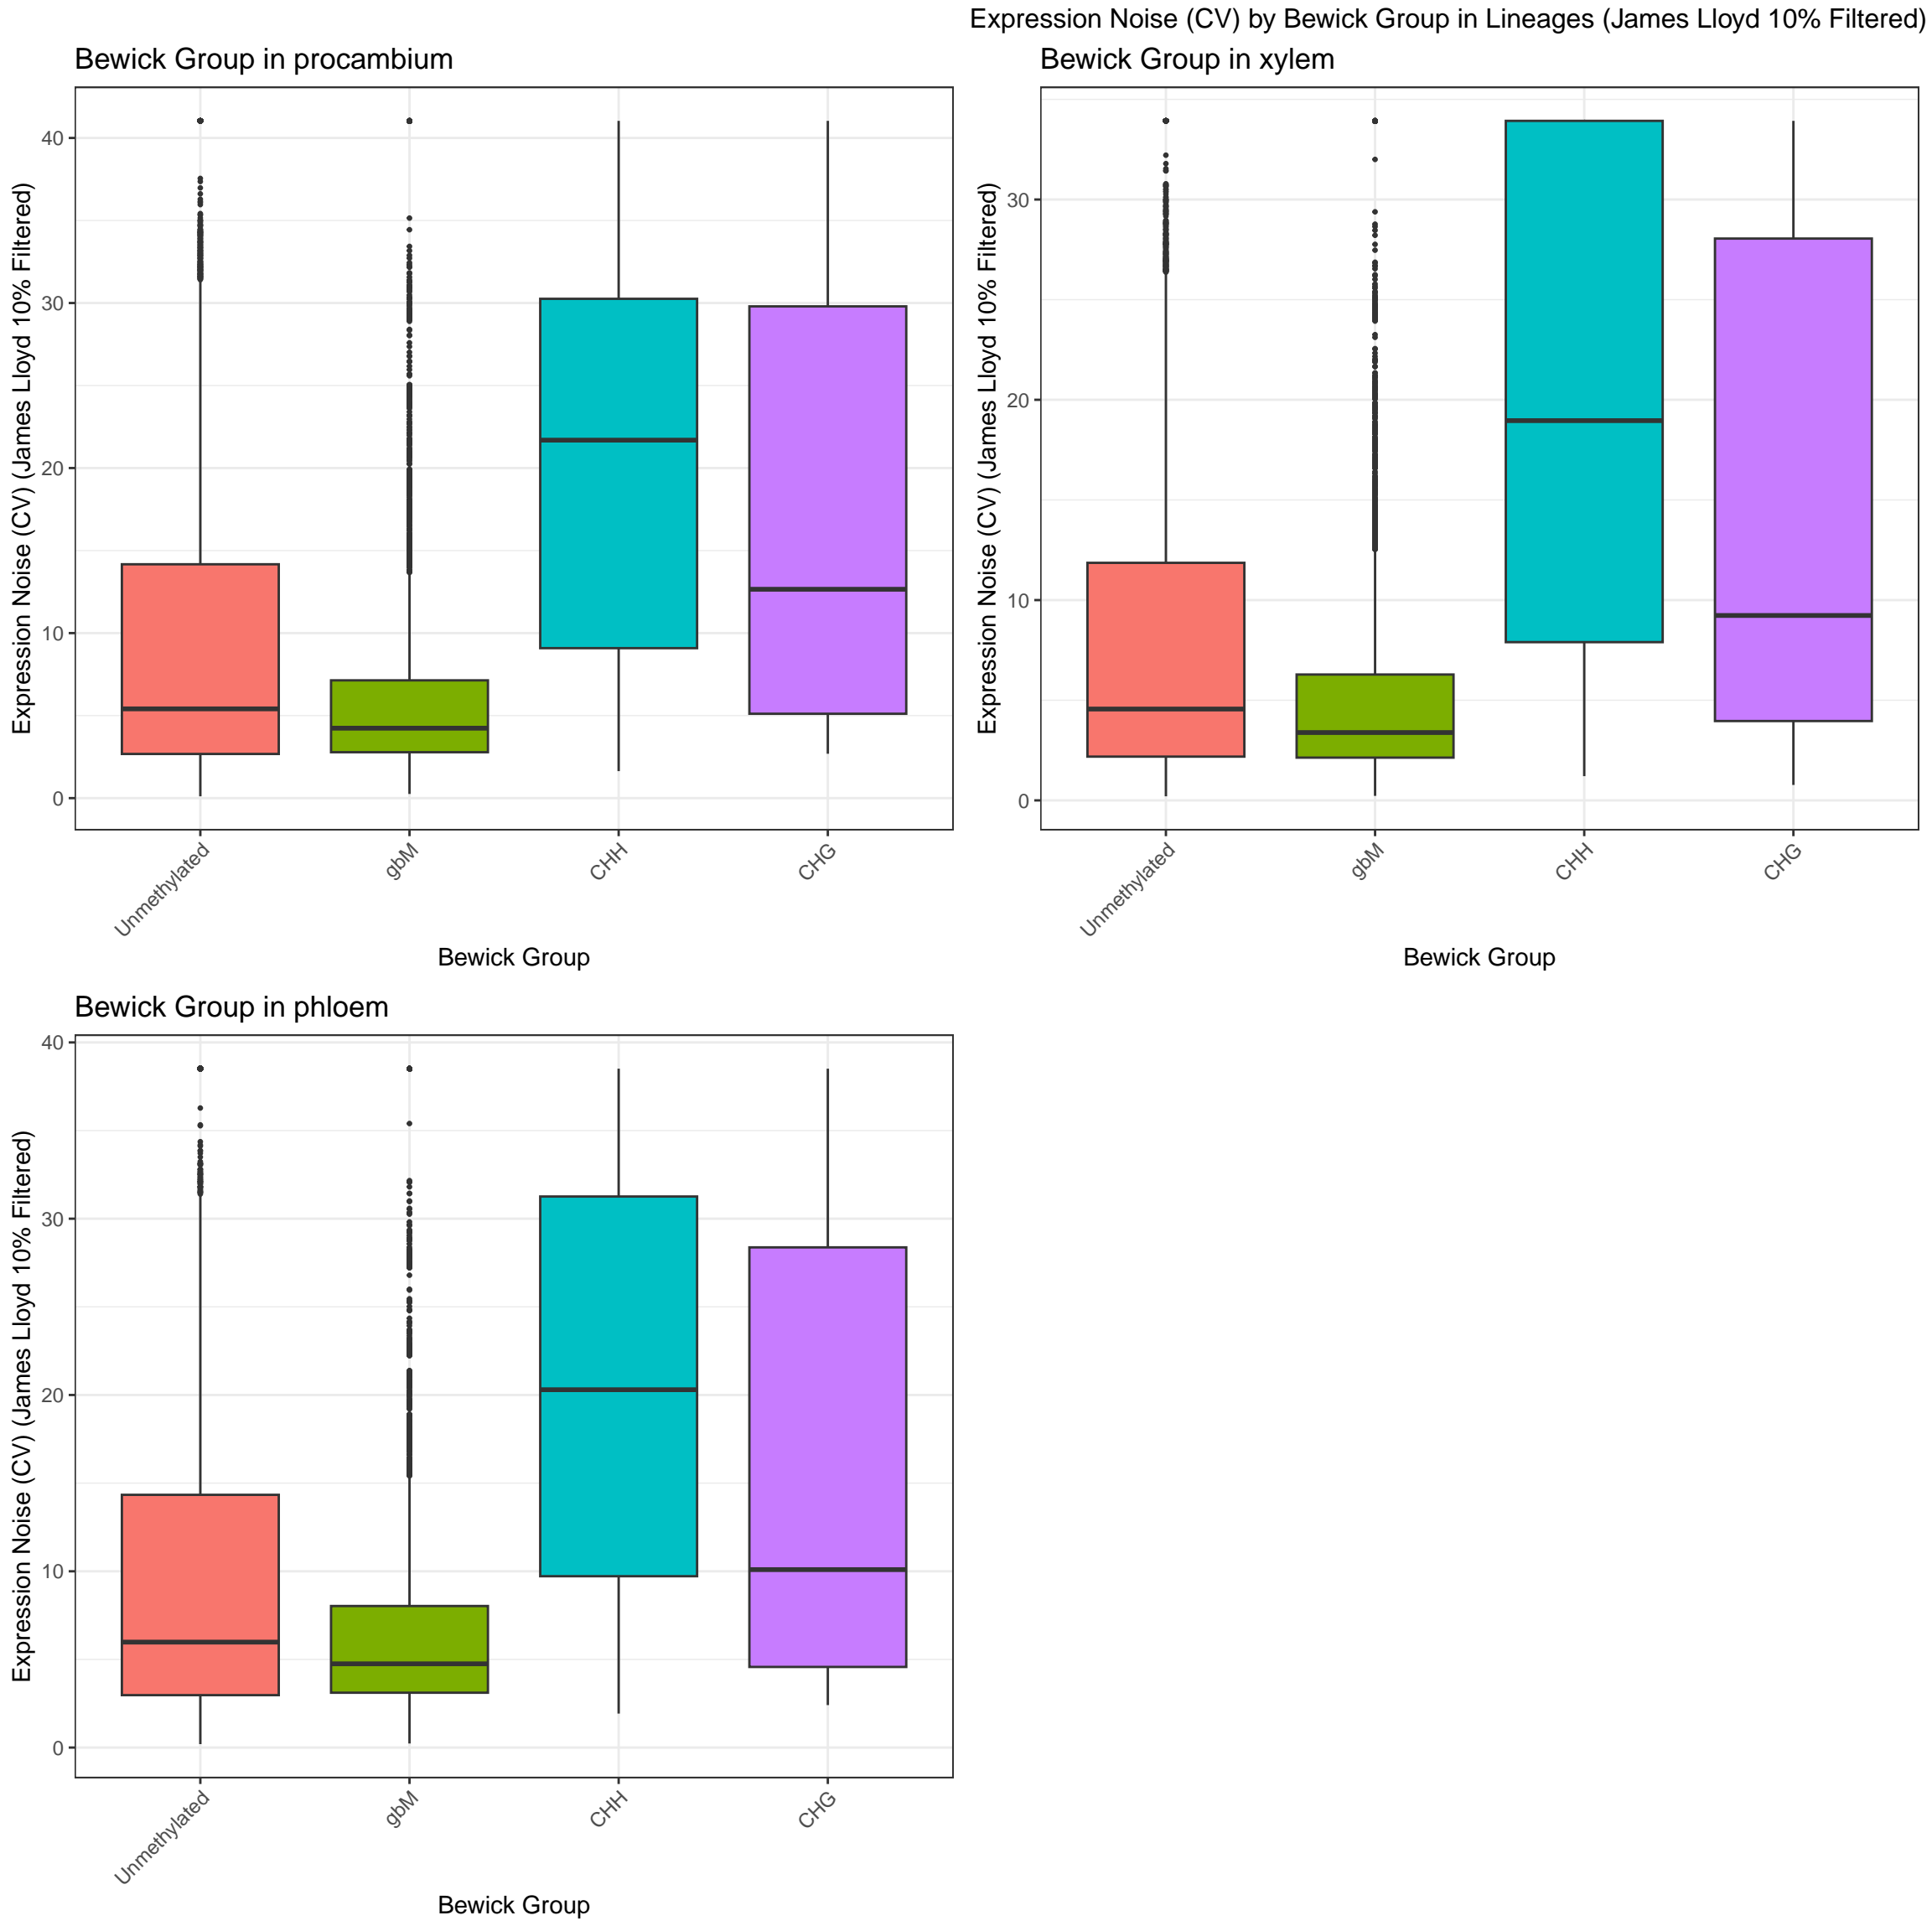 Expression Noise (CV) by Bewick Group in Lineages (James Lloyd 10% Filtered)
Bewick Group in procambium
Expression Noise (CV) (James Lloyd 10% Filtered)
40
30
20
10
0
Unmethylated
gbM
CHH
CHG
Bewick Group
Bewick Group in xylem
Expression Noise (CV) (James Lloyd 10% Filtered)
30
20
10
0
Unmethylated
gbM
CHH
CHG
Bewick Group
Bewick Group in phloem
Expression Noise (CV) (James Lloyd 10% Filtered)
40
30
20
10
0
Unmethylated
gbM
CHH
CHG
Bewick Group